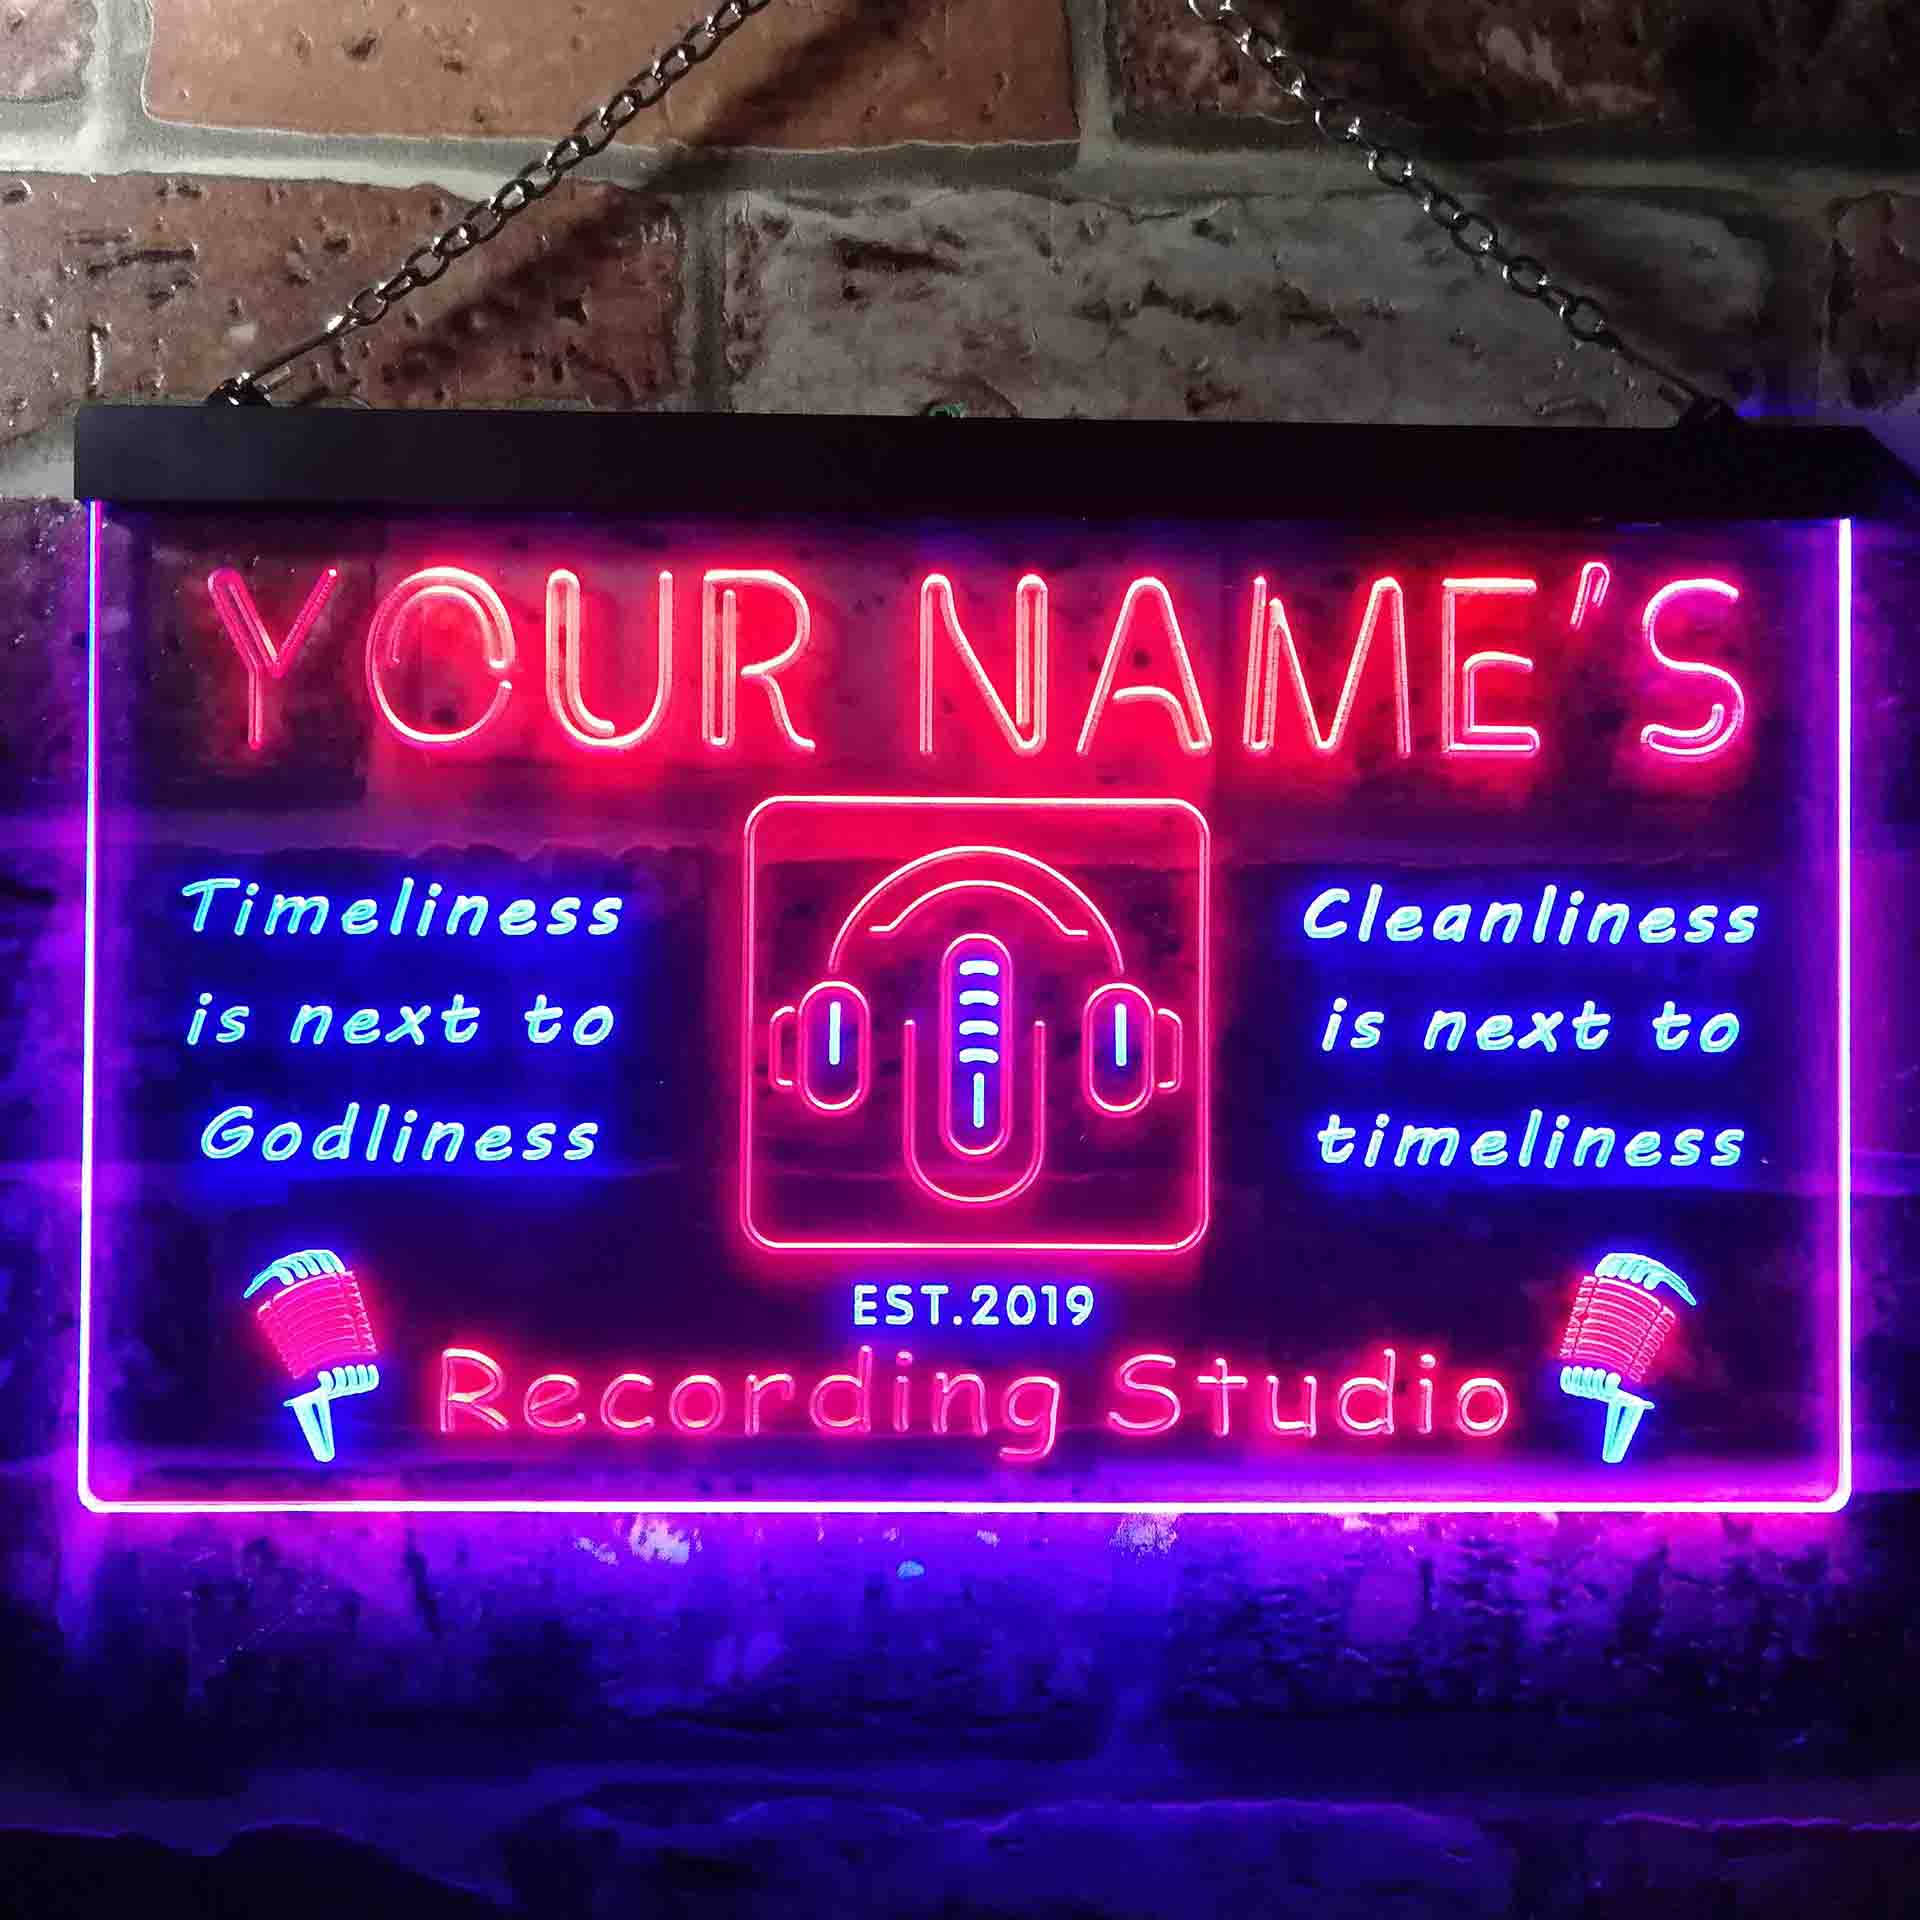 YOUR NAME'S
Timeliness
is next to
Godliness
Cleanliness
is next to
timeliness
EST.2019
Recording Studio